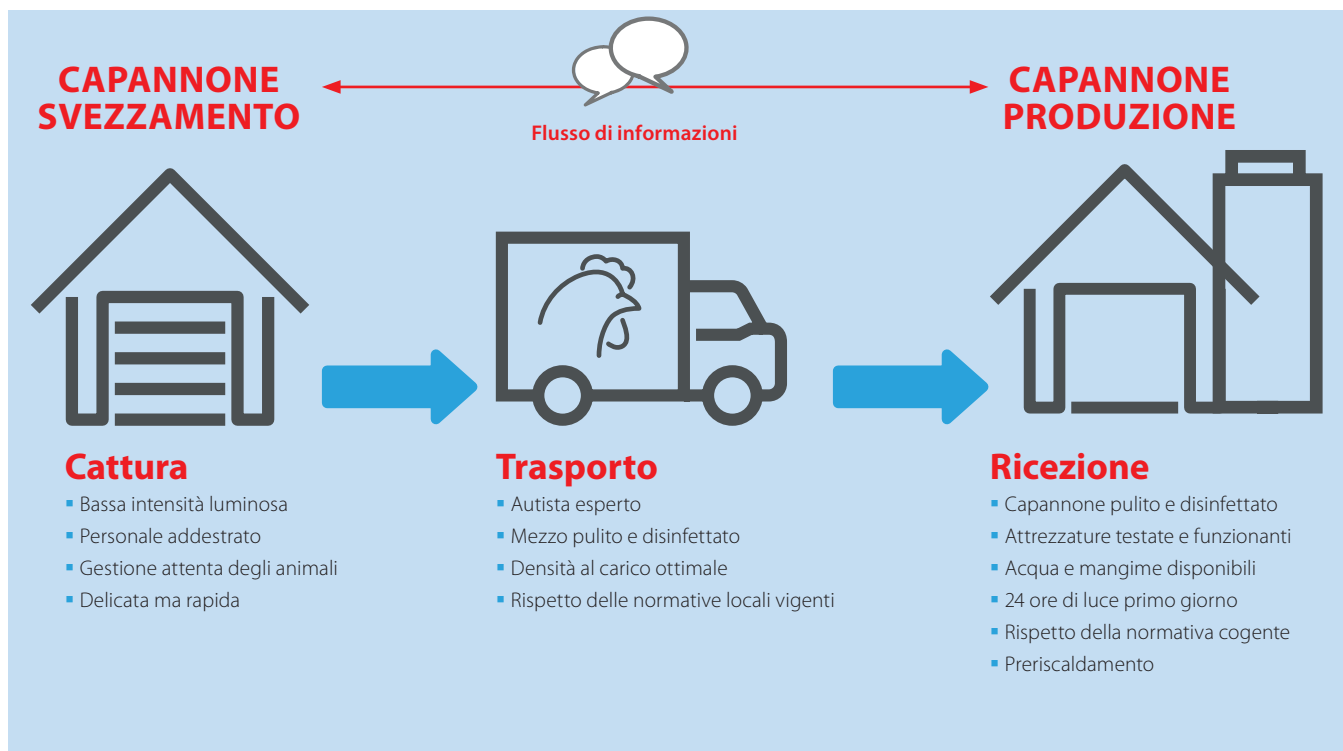 CAPANNONE
SVEZZAMENTO
Flusso di informazioni
CAPANNONE
PRODUZIONE
Cattura
▪ Bassa intensità luminosa
▪ Personale addestrato
▪ Gestione attenta degli animali
▪ Delicata ma rapida
Trasporto
▪ Autista esperto
▪ Mezzo pulito e disinfettato
▪ Densità al carico ottimale
▪ Rispetto delle normative locali vigenti
Ricezione
▪ Capannone pulito e disinfettato
▪ Attrezzature testate e funzionanti
▪ Acqua e mangime disponibili
▪ 24 ore di luce primo giorno
▪ Rispetto della normativa cogente
▪ Preriscaldamento